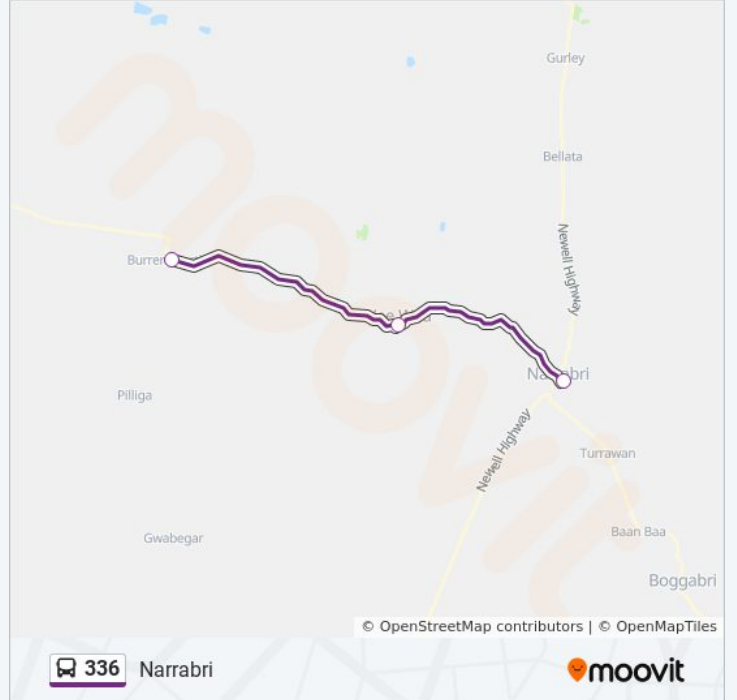 Gurley
Bellata
Newell Highway
Narrabri
Pilliga
Newell Highway
Turrawan
Baan Baa
Gwabegar
Boggabri
© OpenStreetMap contributors | © OpenMapTiles
336 Narrabri
moovit